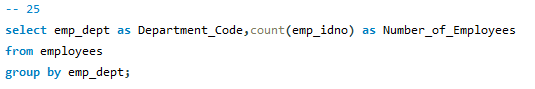 -- 25
select emp_dept as Department_Code,count(emp_idno) as Number_of_Employees
from employees
group by emp_dept;